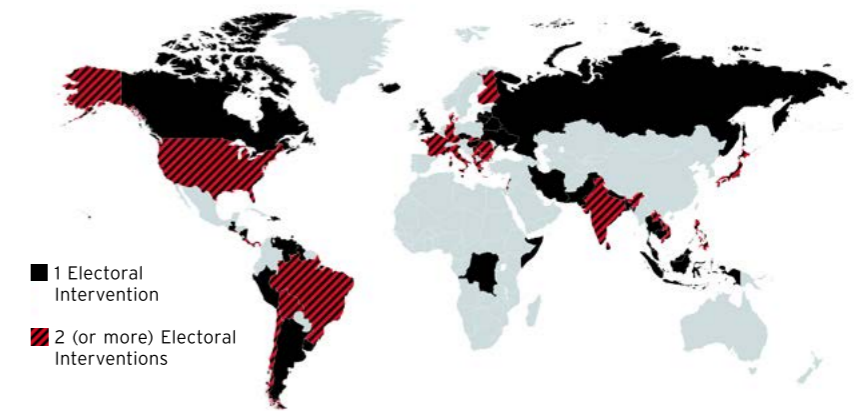 1 Electoral
Intervention
2 (or more) Electoral
Interventions